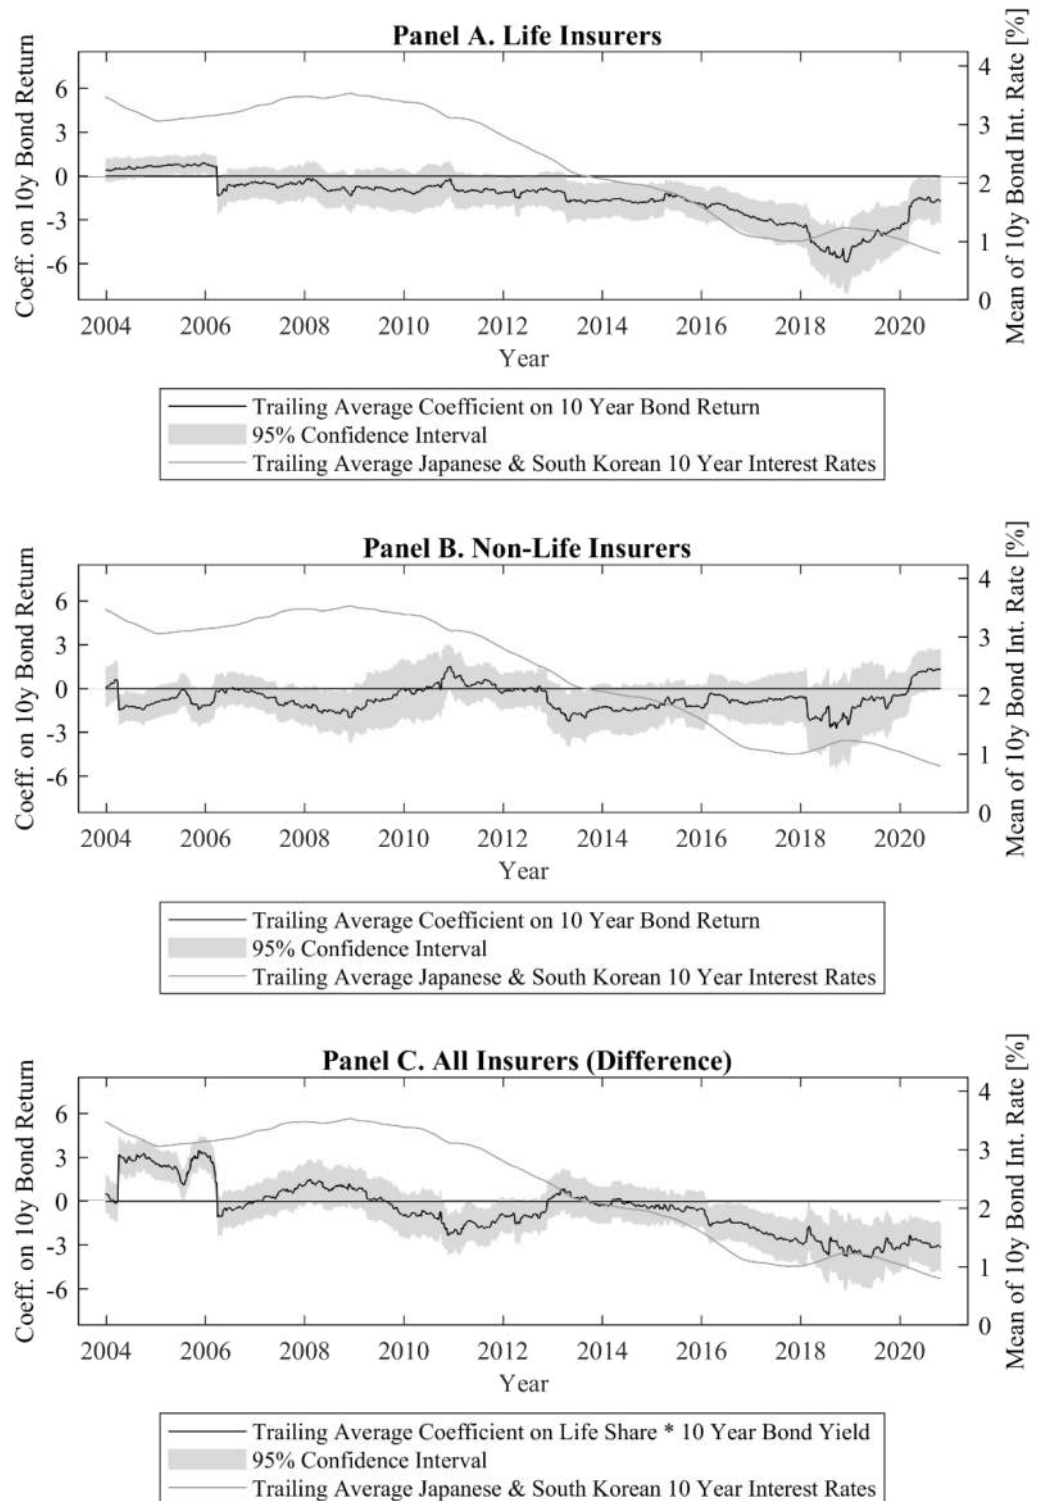 Panel A. Life Insurers
Coeff. on 10y Bond Return
6
3
0
-3
-6
Mean of 10y Bond Int. Rate [%]
4
3
2
1
0
2004 2006 2008 2010 2012 2014 2016 2018 2020
Year
Trailing Average Coefficient on 10 Year Bond Return
95% Confidence Interval
Trailing Average Japanese & South Korean 10 Year Interest Rates
Panel B. Non-Life Insurers
Coeff. on 10y Bond Return
6
3
0
-3
-6
Mean of 10y Bond Int. Rate [%]
4
3
2
1
0
2004 2006 2008 2010 2012 2014 2016 2018 2020
Year
Trailing Average Coefficient on 10 Year Bond Return
95% Confidence Interval
Trailing Average Japanese & South Korean 10 Year Interest Rates
Panel C. All Insurers (Difference)
Coeff. on 10y Bond Return
6
3
0
-3
-6
Mean of 10y Bond Int. Rate [%]
4
3
2
1
0
2004 2006 2008 2010 2012 2014 2016 2018 2020
Year
Trailing Average Coefficient on Life Share * 10 Year Bond Yield
95% Confidence Interval
Trailing Average Japanese & South Korean 10 Year Interest Rates